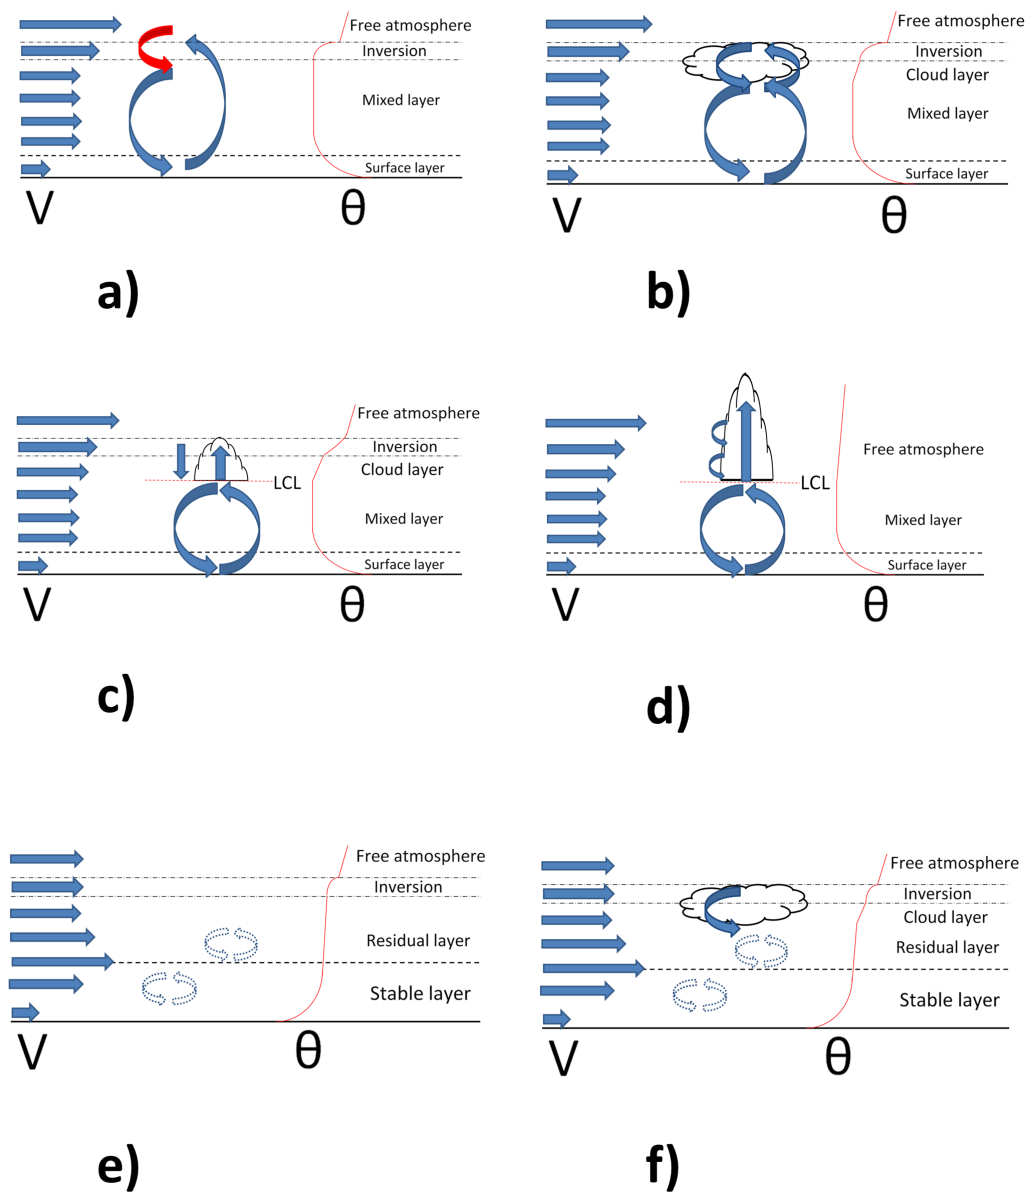 Free atmosphere
Inversion
Mixed layer
Surface layer
V θ
a)
Free atmosphere
Inversion
Cloud layer
Mixed layer
Surface layer
V θ
b)
Free atmosphere
Inversion
Cloud layer
LCL
Mixed layer
Surface layer
V θ
c)
Free atmosphere
LCL
Mixed layer
Surface layer
V θ
d)
Free atmosphere
Inversion
Residual layer
Stable layer
V θ
e)
Free atmosphere
Inversion
Cloud layer
Residual layer
Stable layer
V θ
f)